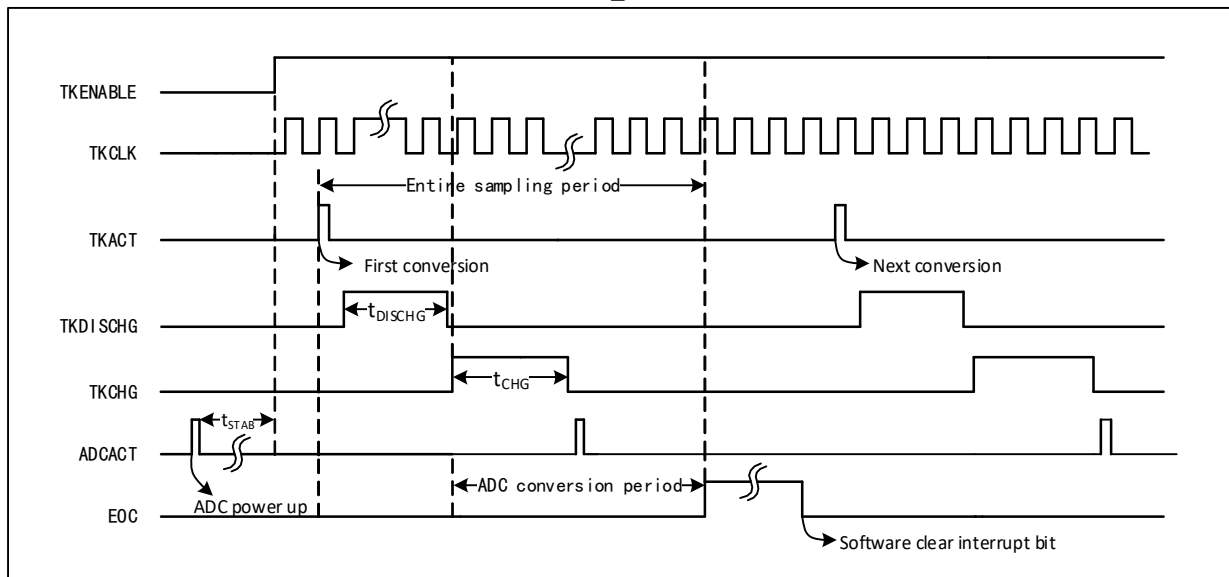 TKENABLE
TKCLK
Entire sampling period
TKACT
First conversion
Next conversion
tDISCHG
TKDISCHG
tCHG
TKCHG
tSTAB
ADCACT
ADC conversion period
ADC power up
EOC
Software clear interrupt bit